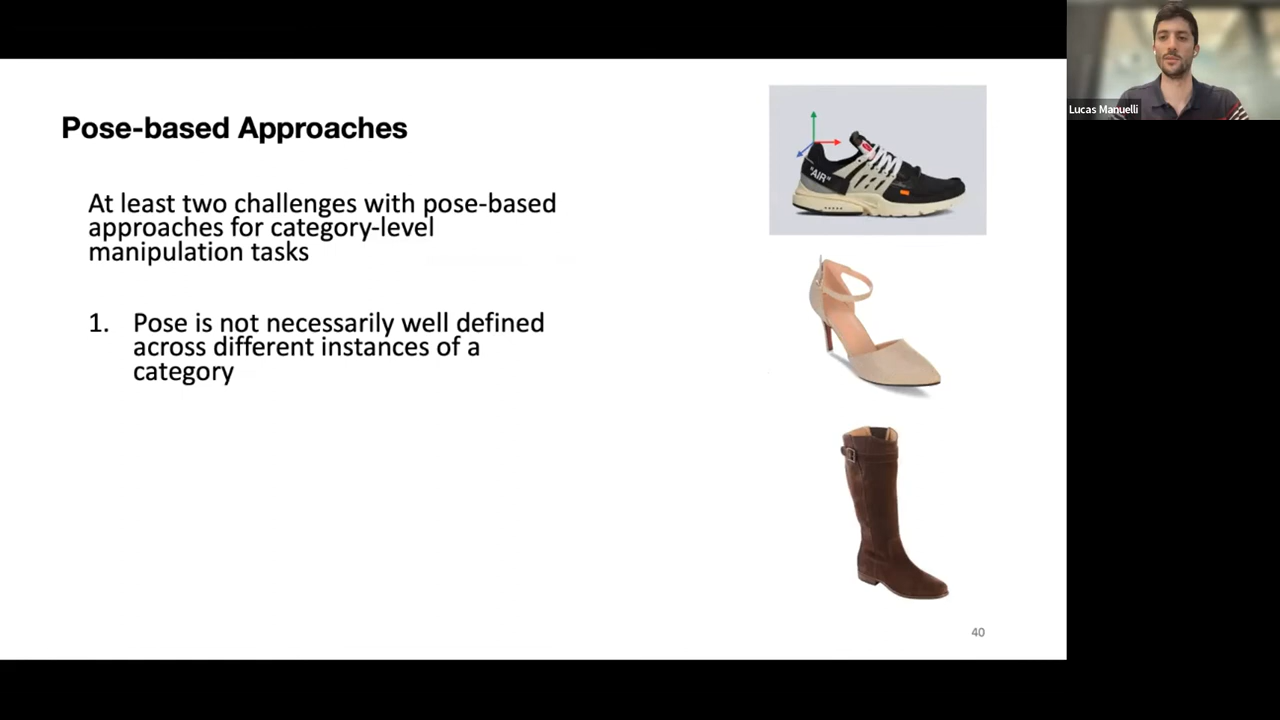 Lucas Manuelli
Pose-based Approaches
At least two challenges with pose-based
approaches for category-level
manipulation tasks
1. Pose is not necessarily well defined
across different instances of a
category
"AIR"
40